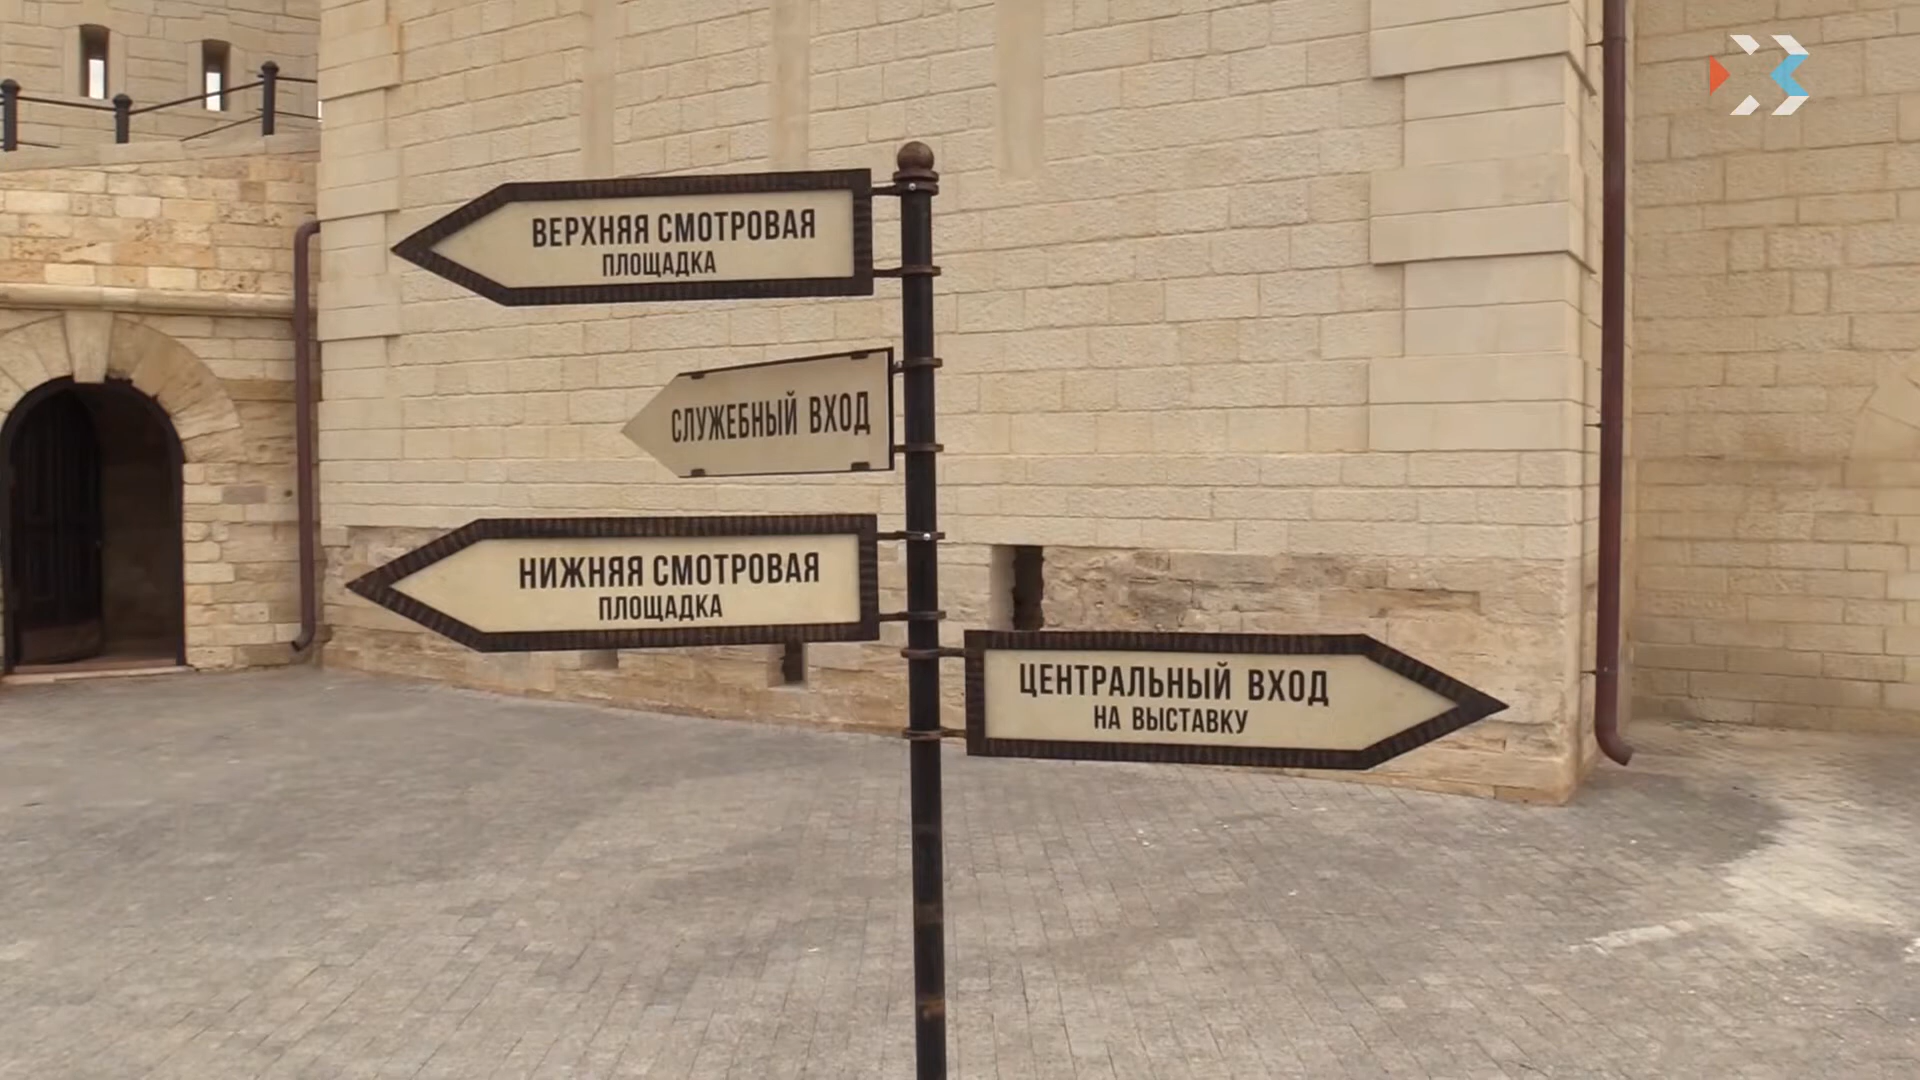 ВЕРХНЯЯ СМОТРОВАЯ
ПЛОЩАДКА
СЛУЖЕБНЫЙ ВХОД
НИЖНЯЯ СМОТРОВАЯ
ПЛОЩАДКА
ЦЕНТРАЛЬНЫЙ ВХОД
НА ВЫСТАВКУ